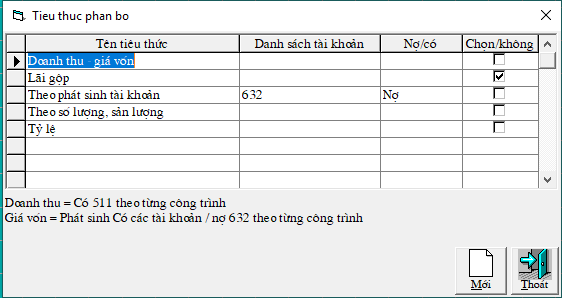 Tieu thuc phan bo
Tên tiêu thức Danh sách tài khoản Nợ/có Chọn/không
Doanh thu - giá vốn
Lãi gộp
Theo phát sinh tài khoản 632 Nợ
Theo số lượng, sản lượng
Tỷ lệ
Doanh thu = Có 511 theo từng công trình
Giá vốn = Phát sinh Có các tài khoản / nợ 632 theo từng công trình
Mới Thoát